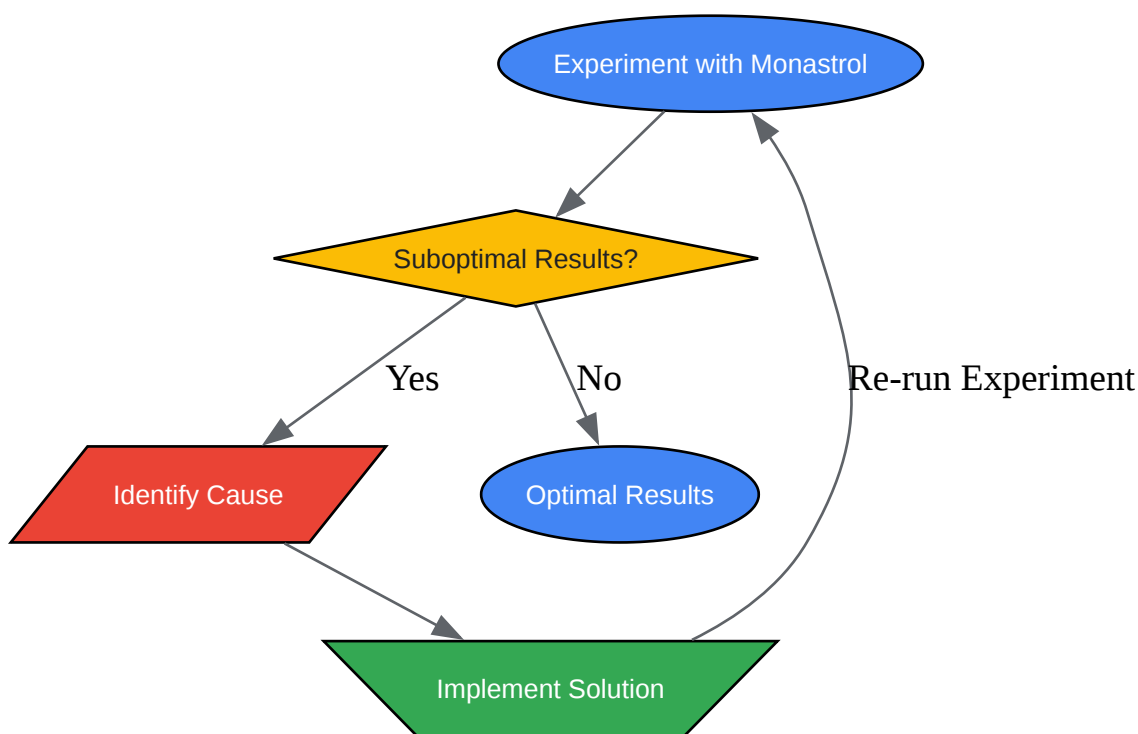 Experiment with Monastrol
Suboptimal Results?
Yes
No
Re-run Experiment
Identify Cause
Optimal Results
Implement Solution